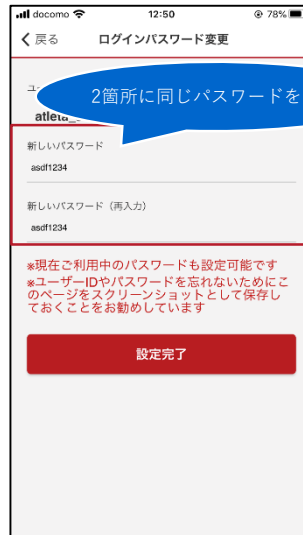 docomo 12:50 78%
戻る ログインパスワード変更
2箇所に同じパスワードを
atleta_
新しいパスワード
asdf1234
新しいパスワード（再入力）
asdf1234
※現在ご利用中のパスワードも設定可能です
※ユーザーIDやパスワードを忘れないためにこ
のページをスクリーンショットとして保存し
ておくことをお勧めしています
設定完了